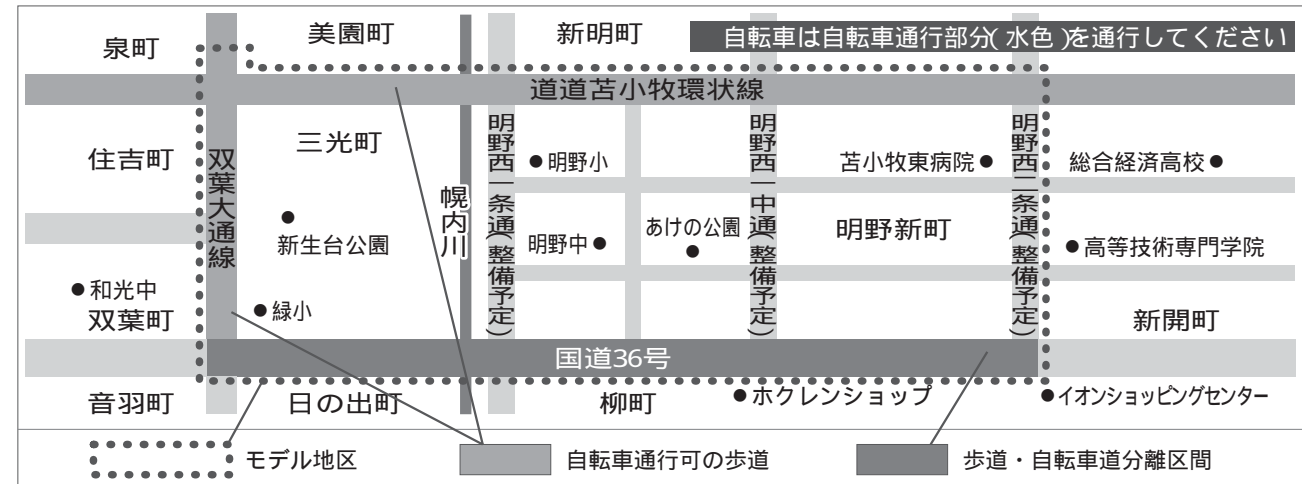 泉町
美園町
新明町
自転車は自転車通行部分(水色)を通行してください
道道苫小牧環状線
住吉町
双葉大通線
三光町
幌内川
明野西一条通(整備予定)
●明野小
明野西一中通(整備予定)
苫小牧東病院●
明野西二条通(整備予定)
総合経済高校●
●
新生台公園
明野中●
あけの公園
●
明野新町
●高等技術専門学院
●和光中
双葉町
●緑小
新開町
国道36号
音羽町
日の出町
柳町
●ホクレンショップ
●イオンショッピングセンター
モデル地区
自転車通行可の歩道
歩道・自転車道分離区間